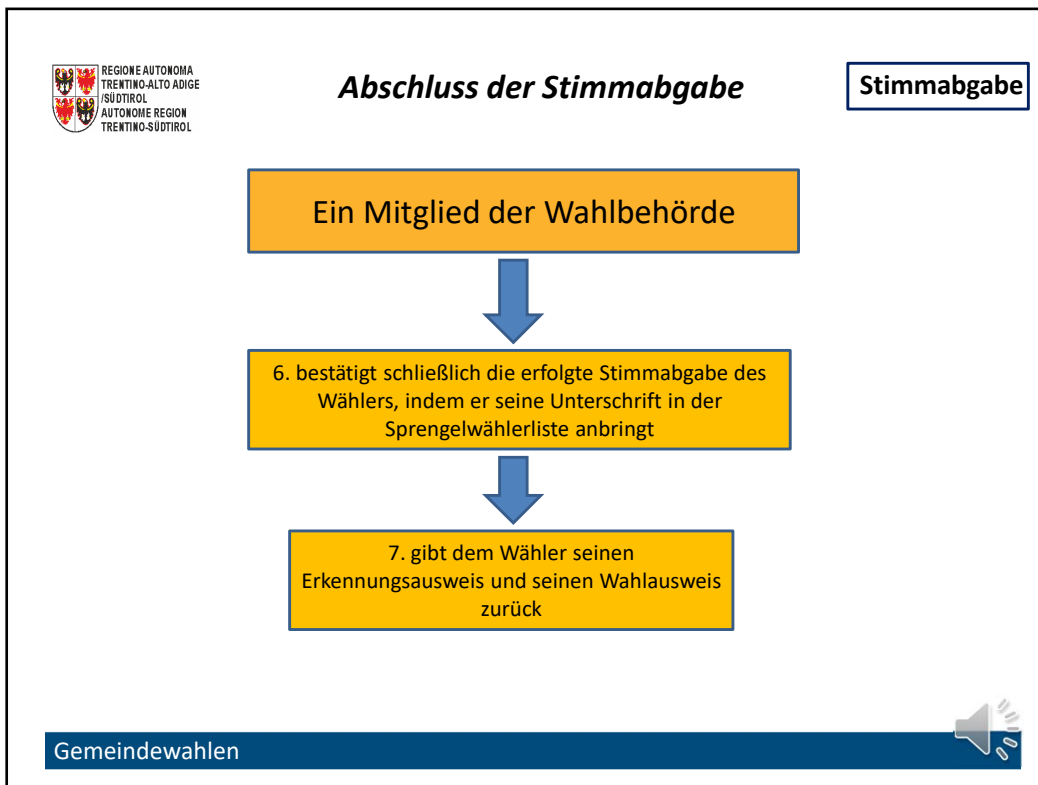 REGIONE AUTONOMA
TRENTINO-ALTO ADIGE
/SÜDTIROL
AUTONOME REGION
TRENTINO-SÜDTIROL
Abschluss der Stimmabgabe
Stimmabgabe
Ein Mitglied der Wahlbehörde
6. bestätigt schließlich die erfolgte Stimmabgabe des
Wählers, indem er seine Unterschrift in der
Sprengelwählerliste anbringt
7. gibt dem Wähler seinen
Erkennungsausweis und seinen Wahlausweis
zurück
Gemeindewahlen